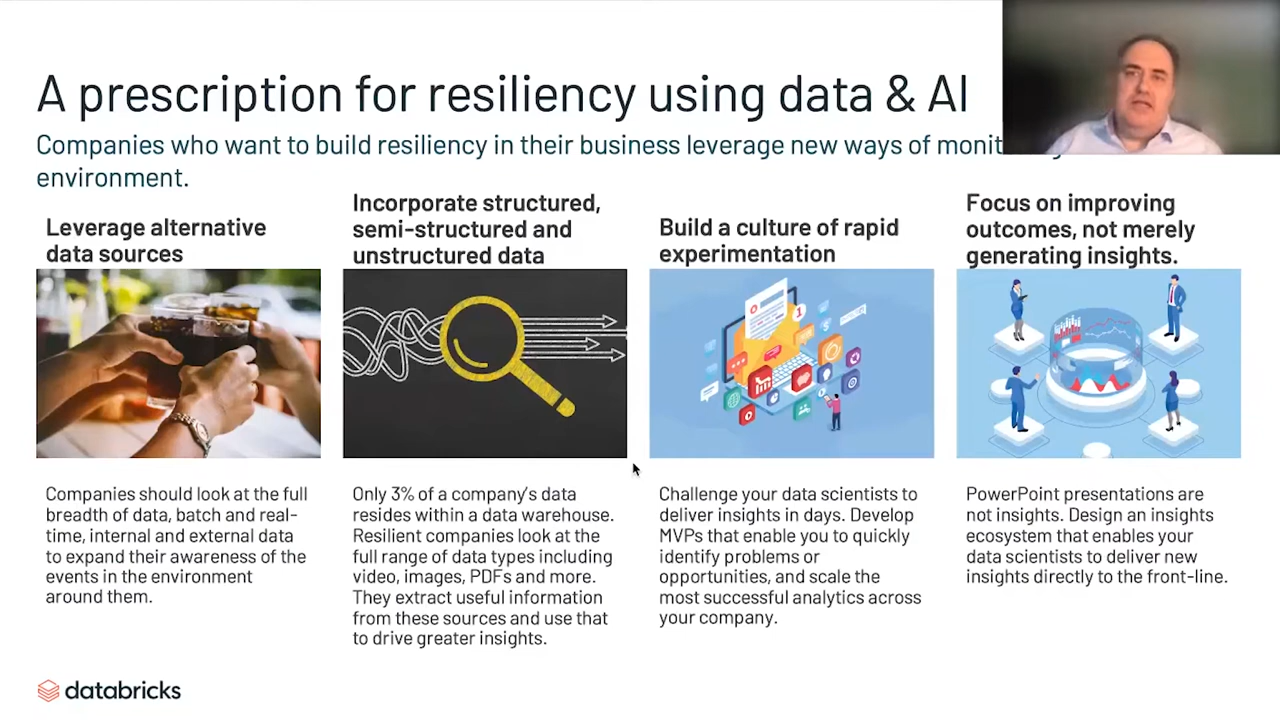 A prescription for resiliency using data & AI
Companies who want to build resiliency in their business leverage new ways of
environment.
Leverage alternative
data sources
Incorporate structured,
semi-structured and
unstructured data
Build a culture of rapid
experimentation
Focus on improving
outcomes, not merely
generating insights.
1
Companies should look at the full
breadth of data, batch and real-
time, internal and external data
to expand their awareness of the
events in the environment
around them.
Only 3% of a company's data
resides within a data warehouse.
Resilient companies look at the
full range of data types including
video, images, PDFs and more.
They extract useful information
from these sources and use that
to drive greater insights.
Challenge your data scientists to
deliver insights in days. Develop
MVPs that enable you to quickly
identify problems or
opportunities, and scale the
most successful analytics across
your company.
PowerPoint presentations are
not insights. Design an insights
ecosystem that enables your
data scientists to deliver new
insights directly to the front-line.
databricks